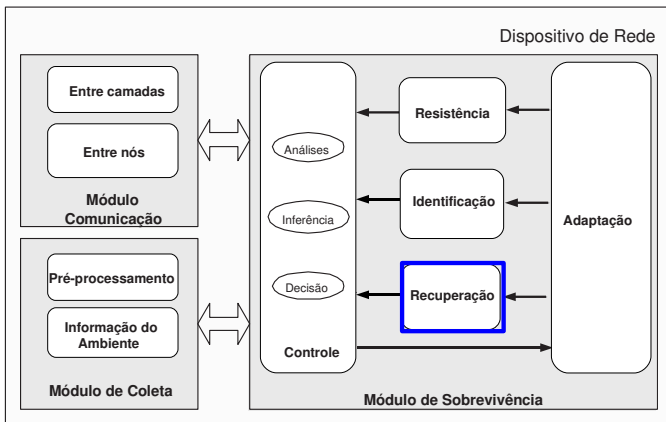 Dispositivo de Rede
Entre camadas
Entre nós
Módulo
Comunicação
Pré-processamento
Informação do
Ambiente
Módulo de Coleta
Análises
Inferência
Decisão
Controle
Resistência
Identificação
Recuperação
Adaptação
Módulo de Sobrevivência